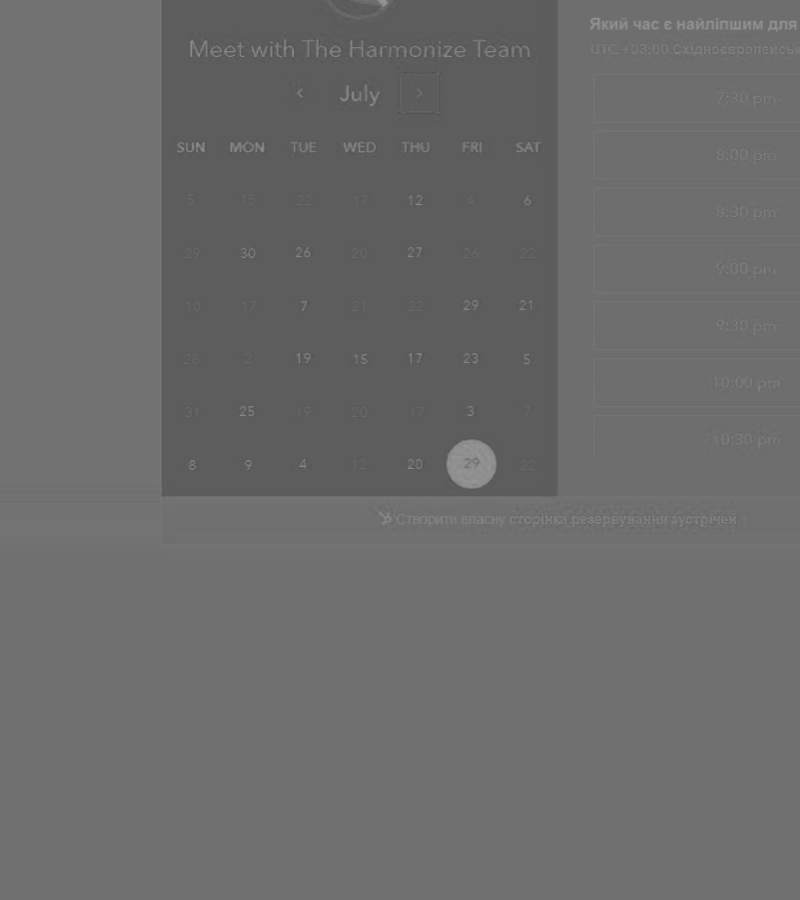 Meet with The Harmonize Team
July
SUN MON TUE WED THU FRI SAT
5 15 22 17 12 4 6
29 30 26 20 27 26 22
10 17 7 21 22 29 21
26 2 19 15 17 23 5
31 25 19 20 17 3 7
8 9 4 12 20 29 22
Створити власну сторінка резервування зустрічей
Який час є найліпшим для
UTC +03:00
7:30 pm
8:00 pm
8:30 pm
9:00 pm
9:30 pm
10:00 pm
10:30 pm